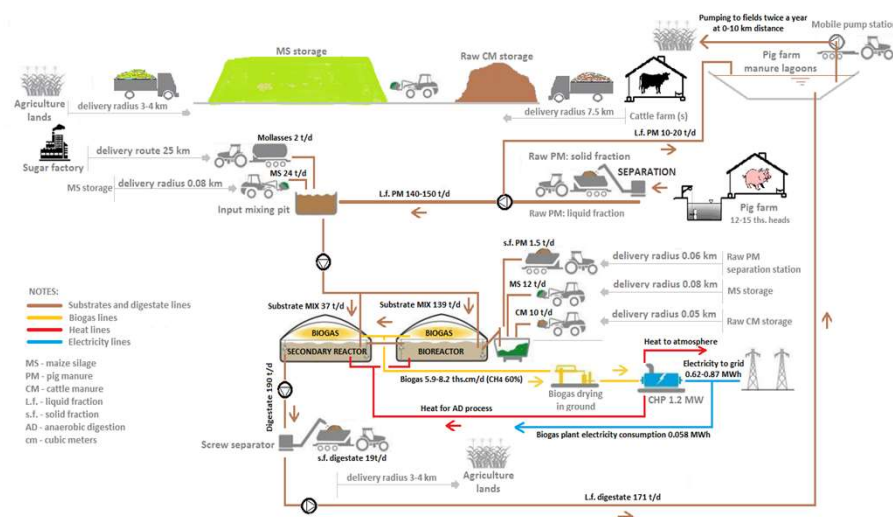 Pumping to fields twice a year
at 0-10 km distance
Mobile pump station
MS storage
Raw CM storage
Pig farm
manure lagoons
Agriculture
lands
delivery radius 3-4 km
delivery radius 7.5 km
Cattle farm (s)
L.f. PM 10-20 t/d
Sugar factory
delivery route 25 km
Mollasses 2 t/d
MS 24 t/d
MS storage
delivery radius 0.08 km
Input mixing pit
L.f. PM 140-150 t/d
Raw PM: solid fraction
SEPARATION
Raw PM: liquid fraction
Pig farm
12-15 ths. heads
s.f. PM 1.5 t/d
delivery radius 0.06 km
Raw PM
separation station
MS 12 t/d
delivery radius 0.08 km
MS storage
CM 10 t/d
delivery radius 0.05 km
Raw CM storage
NOTES:
Substrates and digestate lines
Biogas lines
Heat lines
Electricity lines
MS - maize silage
PM - pig manure
CM - cattle manure
L.f. - liquid fraction
s.f. - solid fraction
AD - anaerobic digestion
cm - cubic meters
Substrate MIX 37 t/d
Substrate MIX 139 t/d
BIOGAS
BIOGAS
SECONDARY REACTOR
BIOREACTOR
Biogas 5.9-8.2 ths.cm/d (CH4 60%)
Biogas drying
in ground
Heat to atmosphere
CHP 1.2 MW
Electricity to grid
0.62-0.87 MWh
Heat for AD process
Biogas plant electricity consumption 0.058 MWh
Digestate 190 t/d
Screw separator
s.f. digestate 19t/d
delivery radius 3-4 km
Agriculture
lands
L.f. digestate 171 t/d